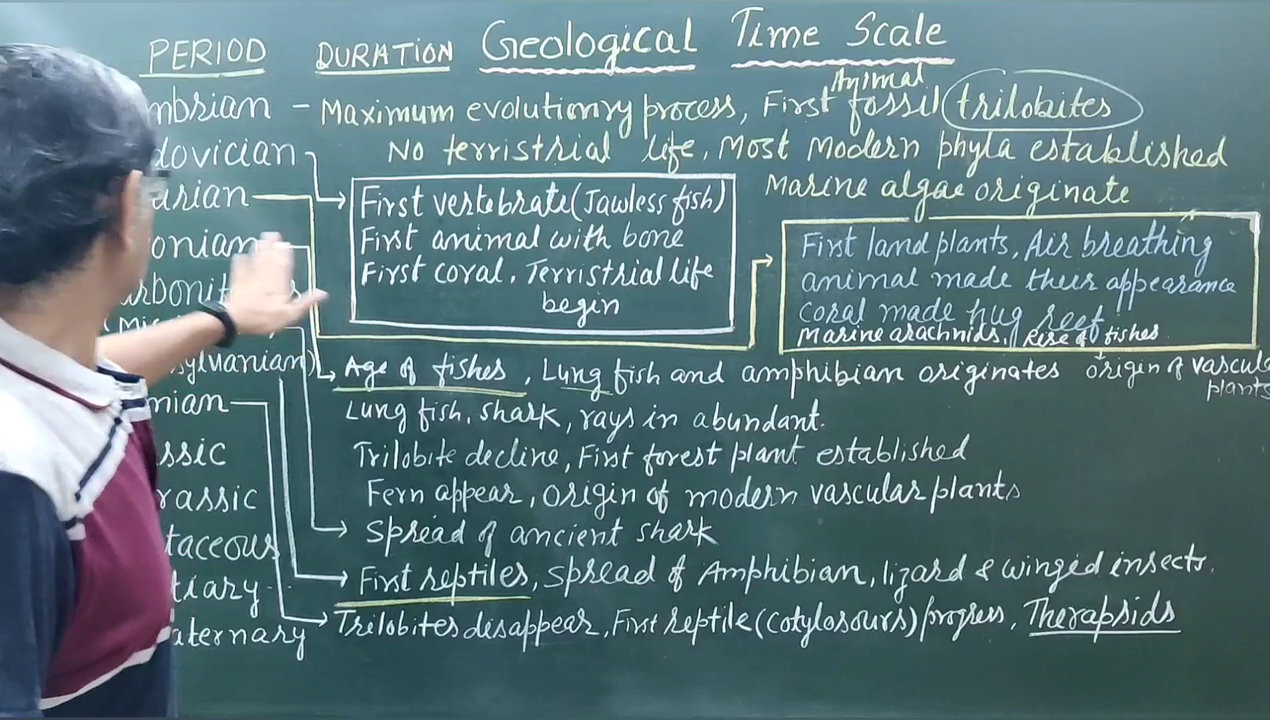 PERIOD DURATION Geological Time Scale
mbrian - Maximum evolutionry process, First Animal fossil trilobites
dovician No terristrial life, Most Modern phyla established
urian Marine algae originate
First vertebrate (Jawless fish)
First animal with bone
First coral, Terristrial life
begin
First land plants, Air breathing
animal made their appearance
coral made hug reef
Marine arachnids, Rise of fishes
onian
rbonif
(Mis
sylvanian)
Age of fishes, Lung fish and amphibian originates origin of vascula
plants
mian Lung fish, shark, rays in abundant.
ssic Trilobite decline, First forest plant established
rassic Fern appear, origin of modern vascular plants
taceous Spread of ancient shark
tiary First reptiles, Spread of Amphibian, lizard & winged insects.
aternary Trilobites disappear, First reptile (cotylosours) progress, Therapsids